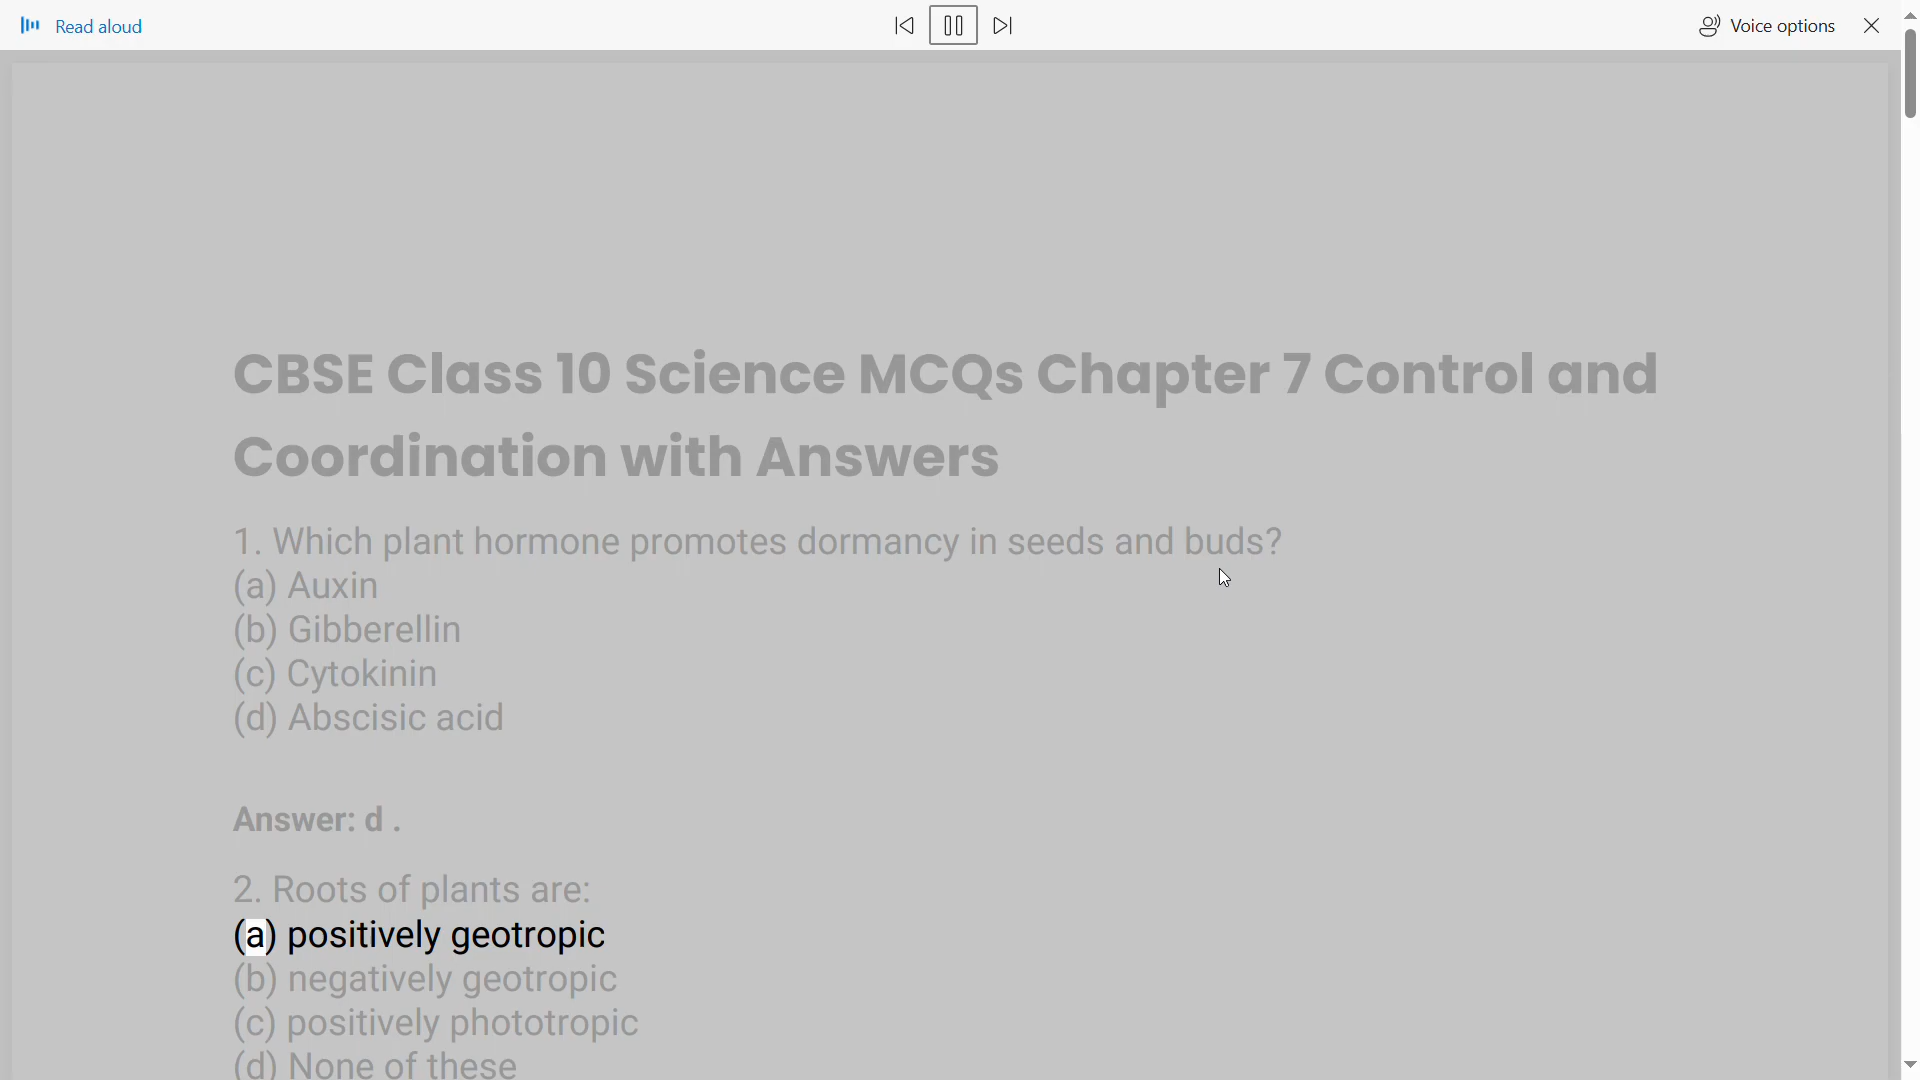 Read aloud
Voice options
CBSE Class 10 Science MCQs Chapter 7 Control and
Coordination with Answers
1. Which plant hormone promotes dormancy in seeds and buds?
(a) Auxin
(b) Gibberellin
(c) Cytokinin
(d) Abscisic acid
Answer: d .
2. Roots of plants are:
(a) positively geotropic
(b) negatively geotropic
(c) positively phototropic
(d) None of these